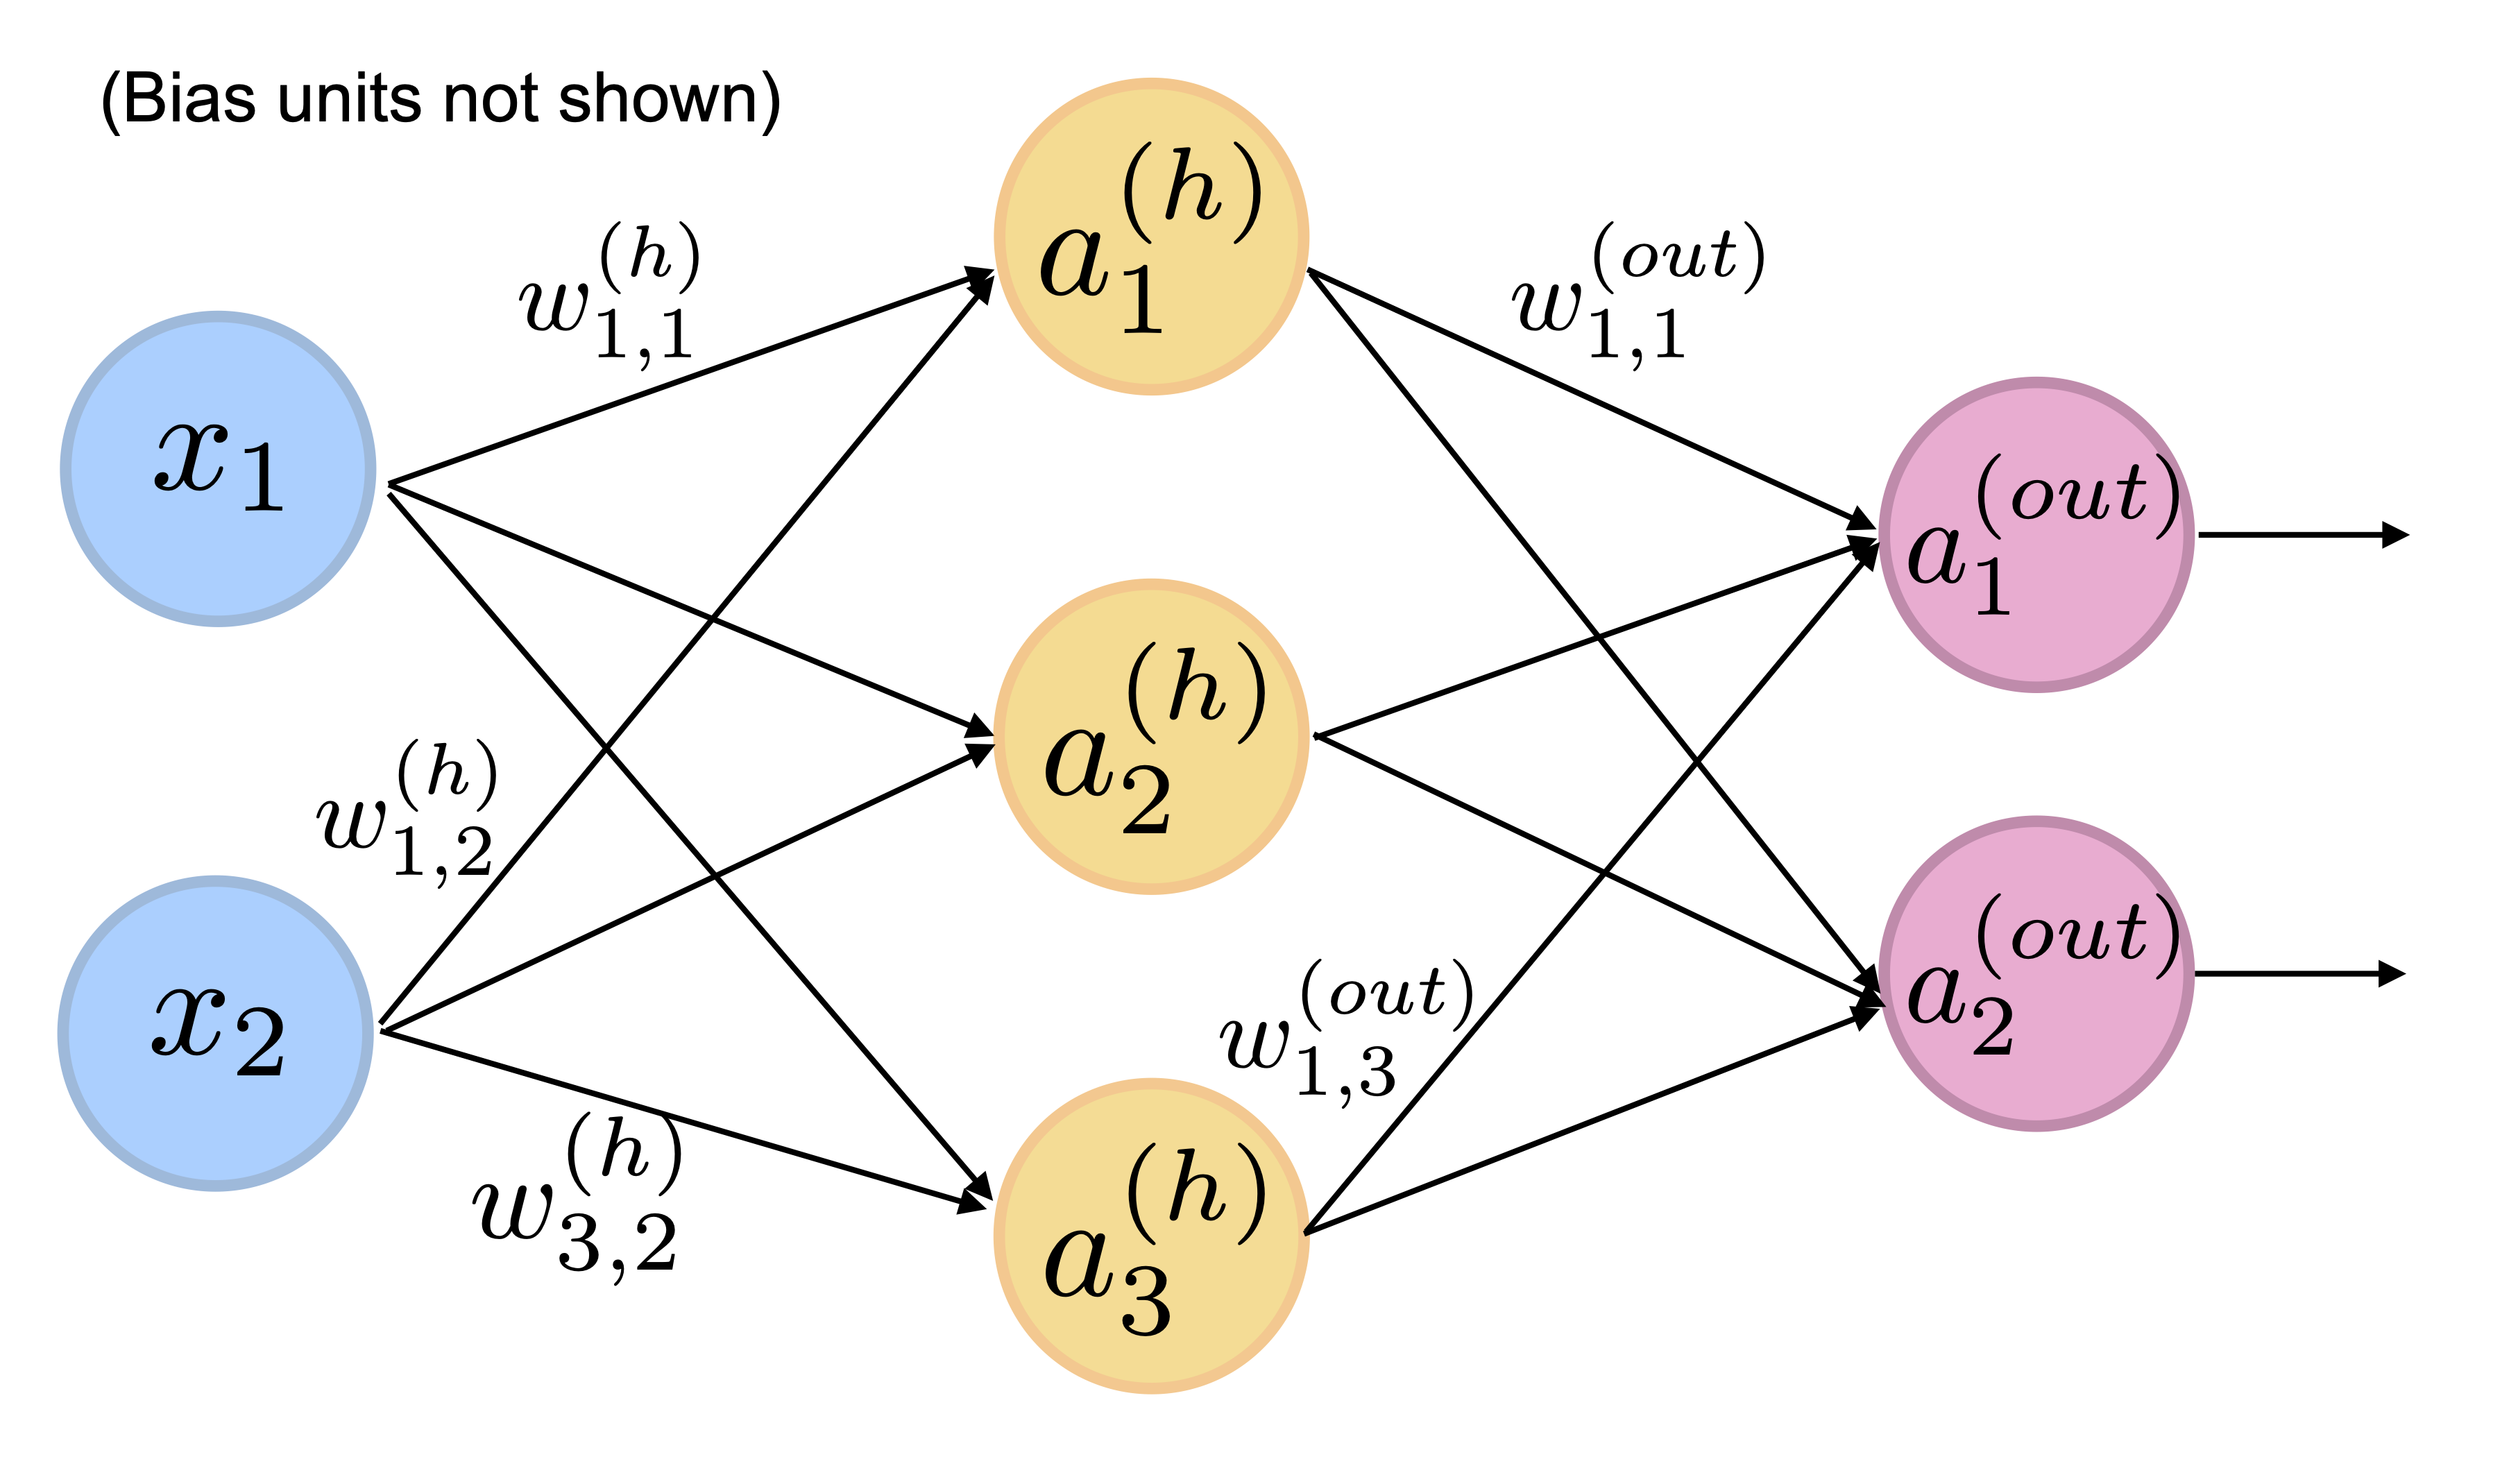 (Bias units not shown)
w_{1,1}^{(h)}
w_{1,1}^{(out)}
a_1^{(h)}
x_1
a_1^{(out)}
a_2^{(h)}
w_{1,2}^{(h)}
x_2
a_2^{(out)}
w_{1,3}^{(out)}
w_{3,2}^{(h)}
a_3^{(h)}